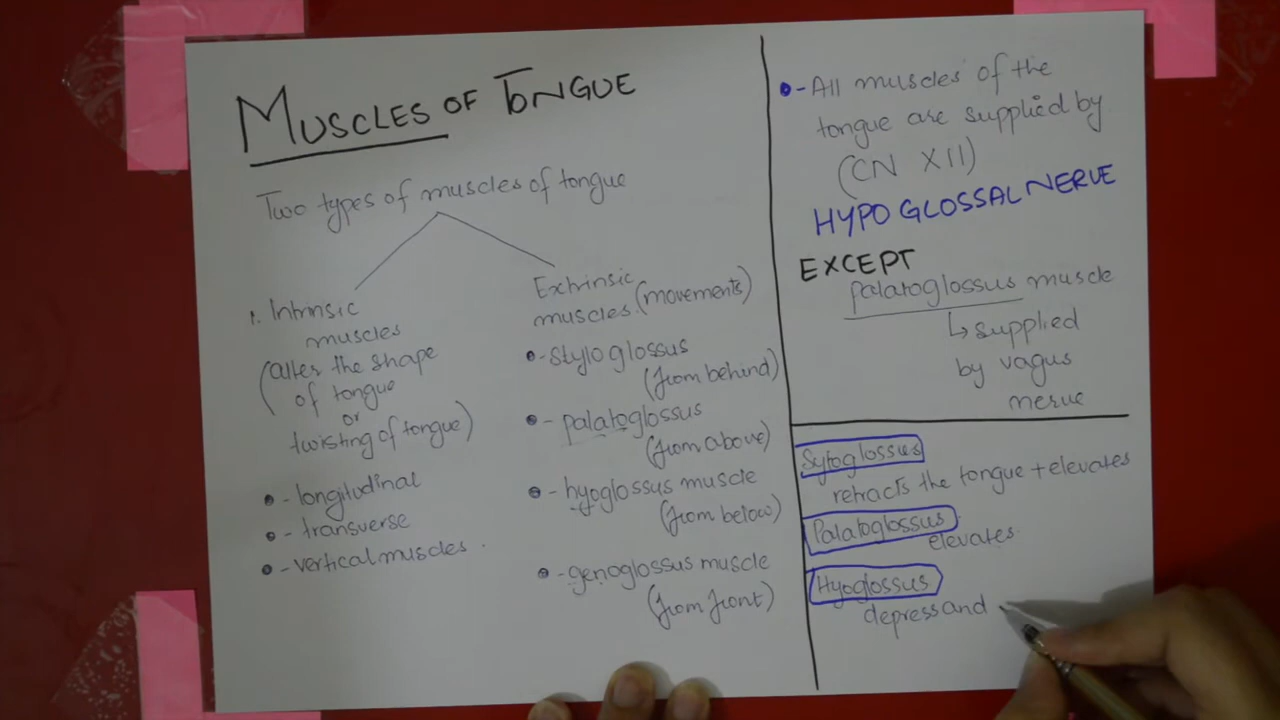 MUSCLES OF TONGUE
Two types of muscles of tongue
1. Intrinsic
muscles
(alter the shape
of tongue
or
twisting of tongue)
- longitudinal
- transverse
- vertical muscles.
Extrinsic
muscles. (movements)
- styloglossus
(from behind)
- palatoglossus
(from above)
- hyoglossus muscle
(from below)
- genoglossus muscle
(from front)
- All muscles of the
tongue are supplied by
(CN XII)
HYPOGLOSSAL NERVE
EXCEPT
palatoglossus muscle
↳ supplied
by vagus
nerve
Syloglossus
retracts the tongue + elevates
Palatoglossus
elevates.
Hyoglossus
depress and